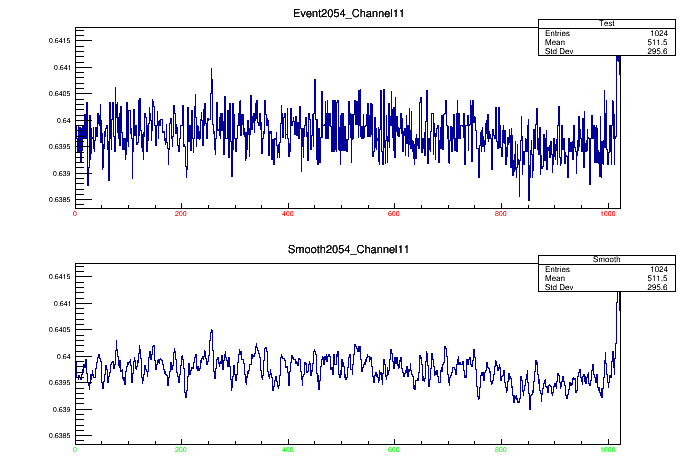 Event2054_Channel11
Test
Entries 1024
Mean 511.5
Std Dev 295.6
0.6415
0.641
0.6405
0.64
0.6395
0.639
0.6385
0 200 400 600 800 1000
Smooth2054_Channel11
Smooth
Entries 1024
Mean 511.5
Std Dev 295.6
0.6415
0.641
0.6405
0.64
0.6395
0.639
0.6385
0 200 400 600 800 1000